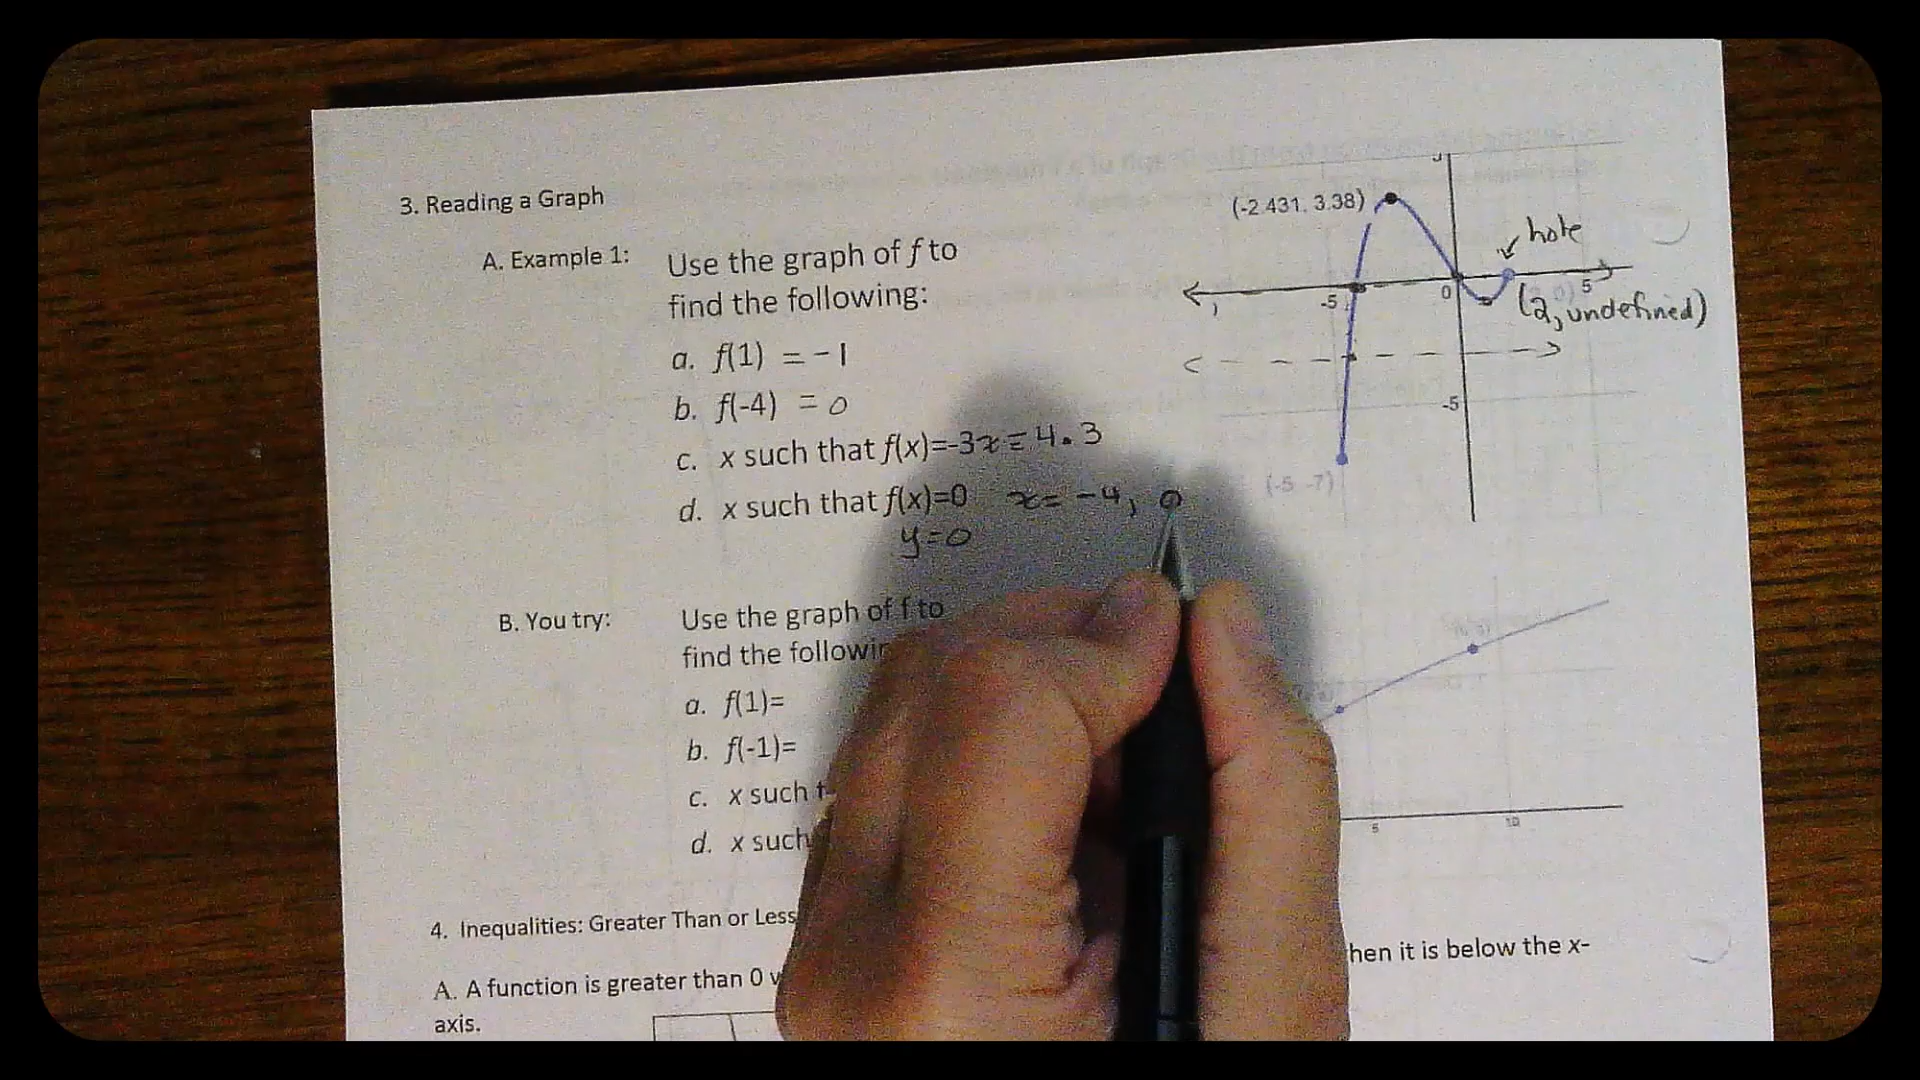 3. Reading a Graph
A. Example 1:
Use the graph of f to
find the following:
a. f(1) = -1
b. f(-4) = 0
c. x such that f(x)=-3 x = 4.3
d. x such that f(x)=0 x = -4, 0
y=0
(-2.431, 3.38)
hole
-5
0
5
(2, undefined)
-5
(-5 -7)
B. You try:
Use the graph of f to
find the
a. f(1)=
b. f(-1)=
c. x such
d. x such
5
10
4. Inequalities: Greater Than or Less
A. A function is greater than 0
hen it is below the x-
axis.